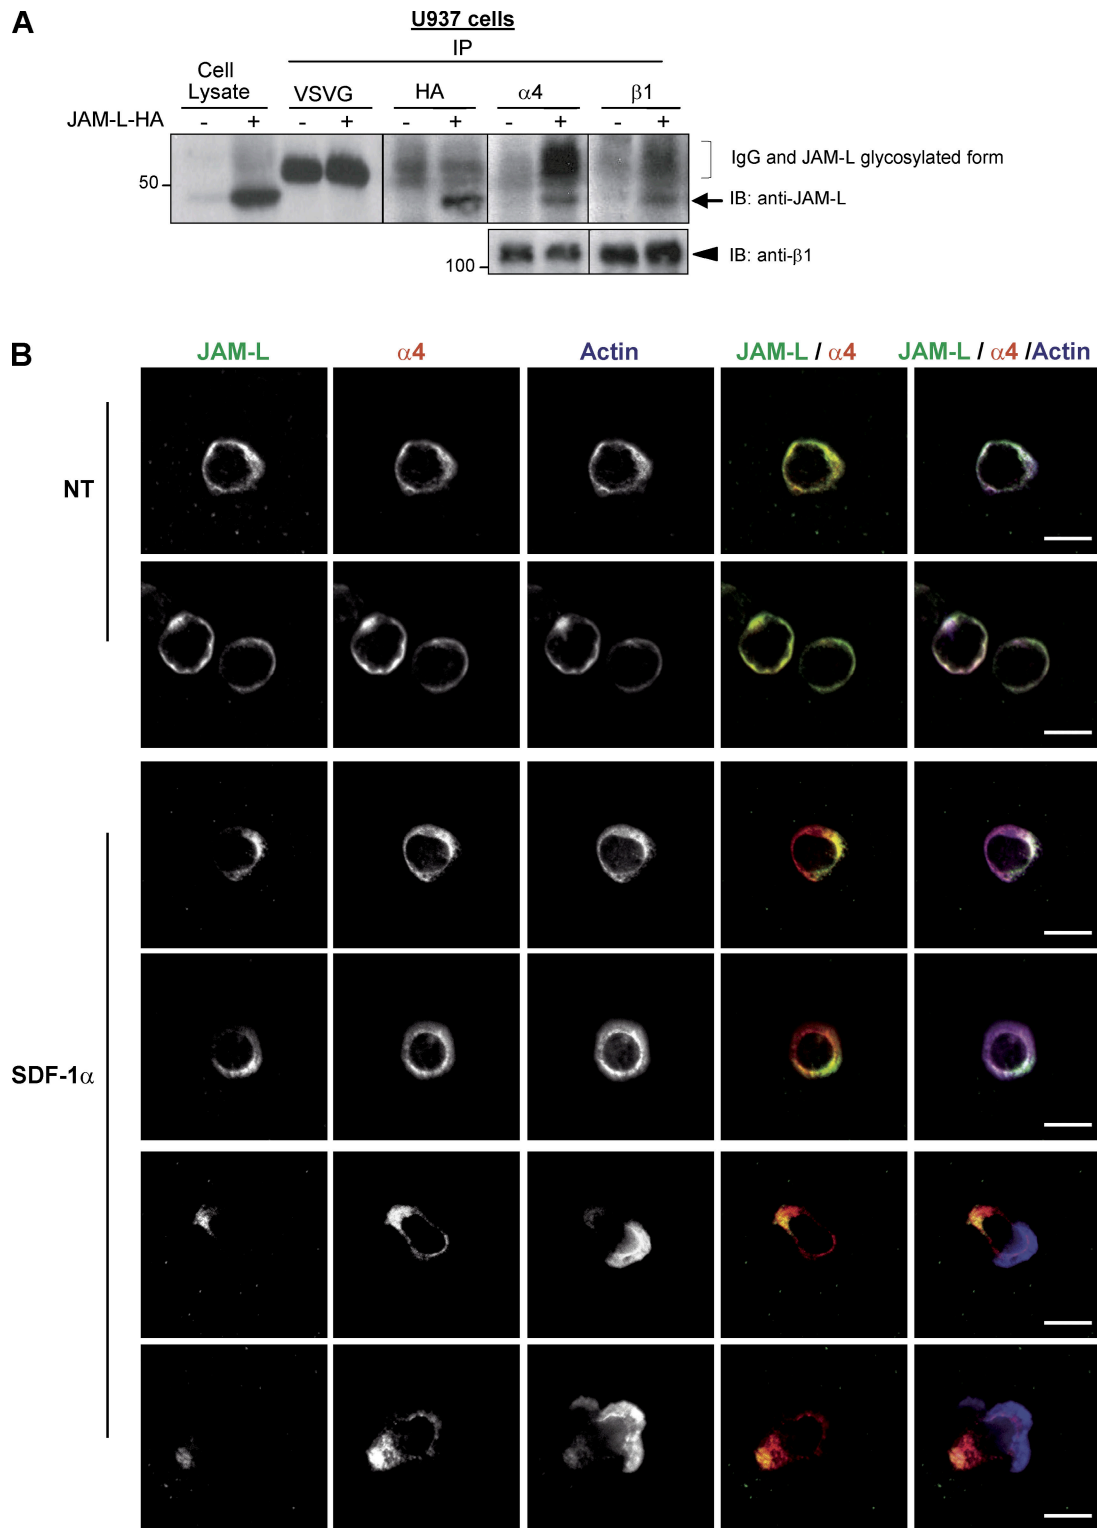 A
U937 cells
IP
Cell
Lysate
VSVG
HA
α4
β1
JAM-L-HA
- + - + - + - + - +
IgG and JAM-L glycosylated form
50
IB: anti-JAM-L
100
IB: anti-β1
B
JAM-L
α4
Actin
JAM-L / α4
JAM-L / α4 /Actin
NT
SDF-1α